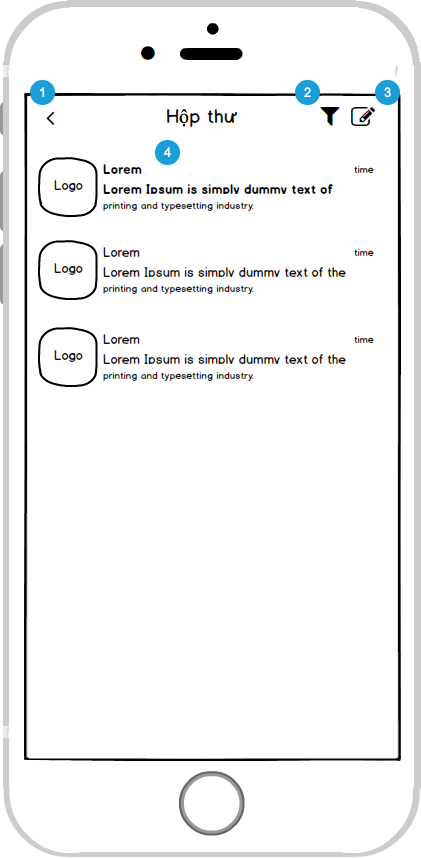 1
2
3
Hộp thư
4
Logo
Lorem
time
Lorem Ipsum is simply dummy text of
printing and typesetting industry.
Logo
Lorem
time
Lorem Ipsum is simply dummy text of the
printing and typesetting industry.
Logo
Lorem
time
Lorem Ipsum is simply dummy text of the
printing and typesetting industry.